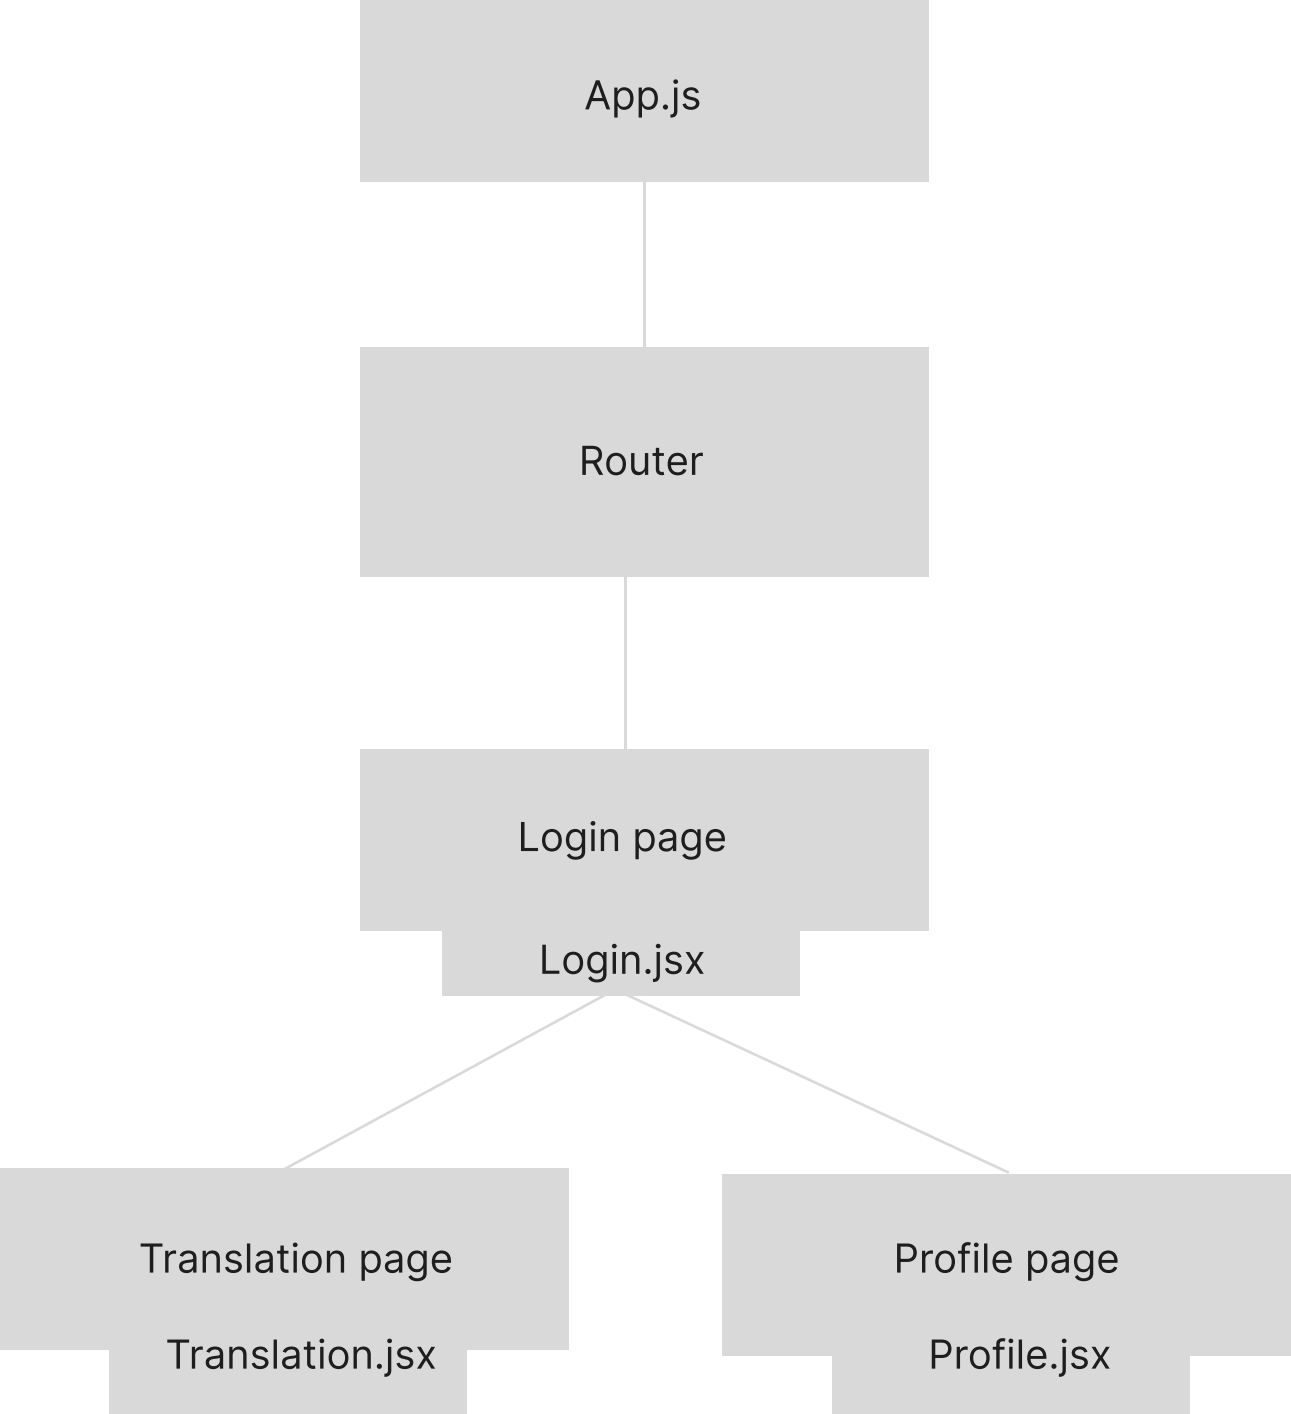 App.js
Router
Login page
Login.jsx
Translation page
Translation.jsx
Profile page
Profile.jsx